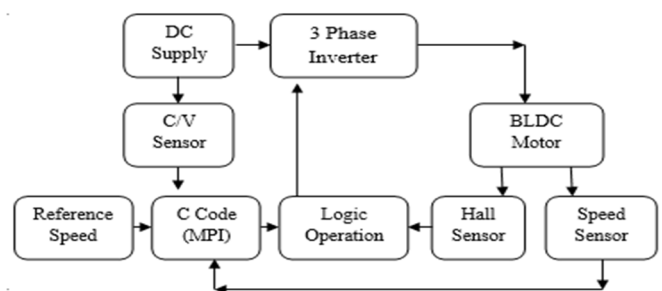 DC
Supply
3 Phase
Inverter
C/V
Sensor
BLDC
Motor
Reference
Speed
C Code
(MPI)
Logic
Operation
Hall
Sensor
Speed
Sensor